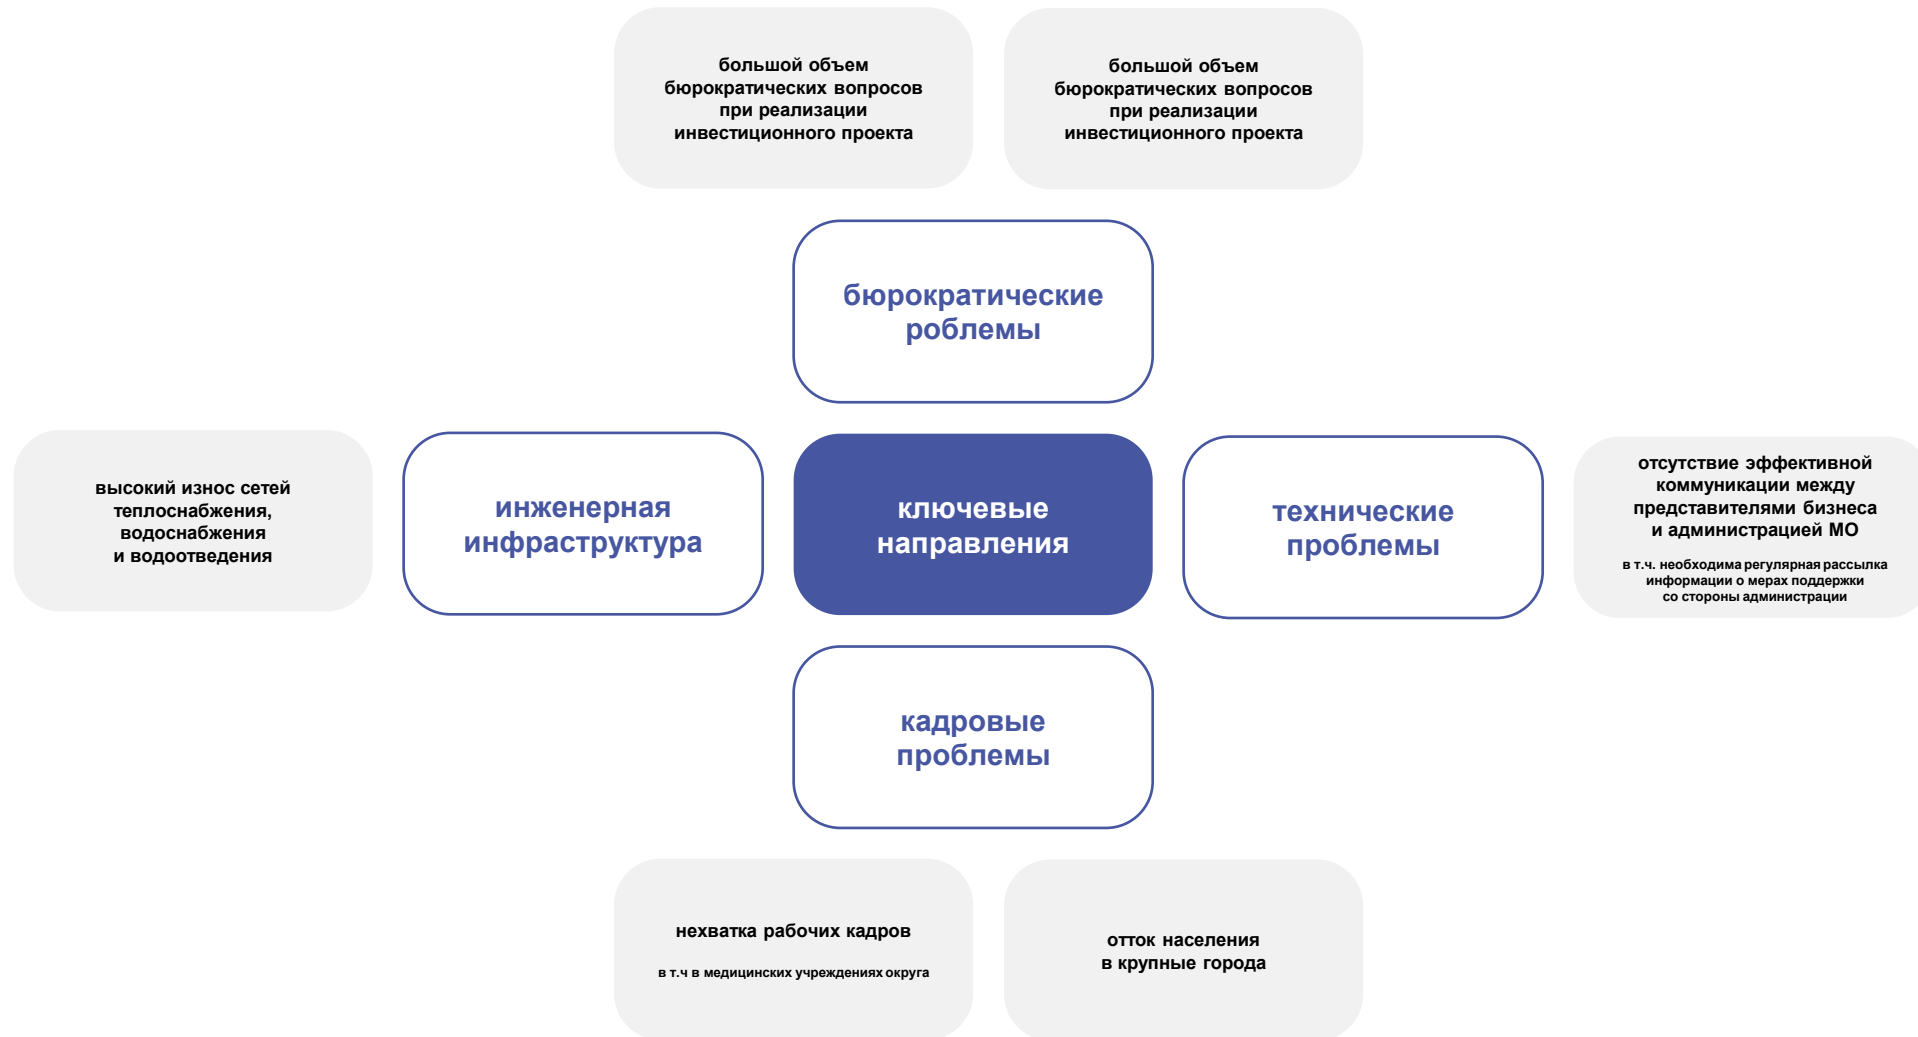 большой объем
бюрократических вопросов
при реализации
инвестиционного проекта
большой объем
бюрократических вопросов
при реализации
инвестиционного проекта
бюрократические
роблемы
высокий износ сетей
теплоснабжения,
водоснабжения
и водоотведения
инженерная
инфраструктура
ключевые
направления
технические
проблемы
отсутствие эффективной
коммуникации между
представителями бизнеса
и администрацией МО
в т.ч. необходима регулярная рассылка
информации о мерах поддержки
со стороны администрации
кадровые
проблемы
нехватка рабочих кадров
в т.ч в медицинских учреждениях округа
отток населения
в крупные города